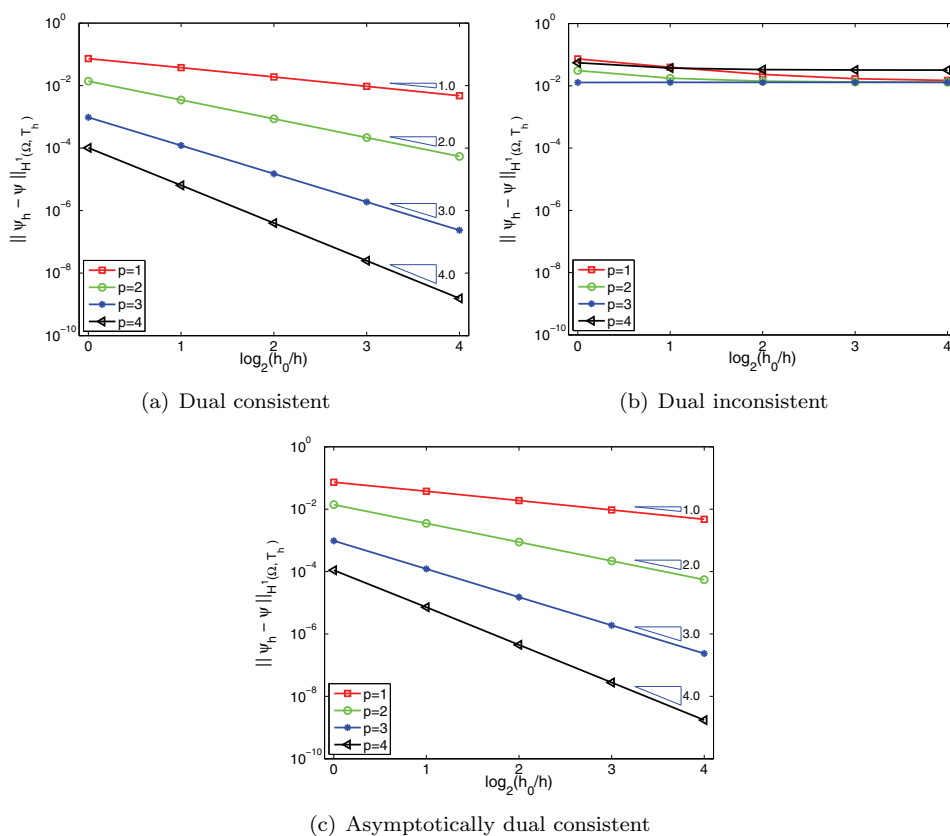 10^0
10^-2
10^-4
10^-6
10^-8
10^-10
|| ψ_h − ψ ||_{H^1(Ω, T_h)}
1.0
2.0
3.0
4.0
p=1
p=2
p=3
p=4
0 1 2 3 4
log_2(h_0/h)
(a) Dual consistent
10^0
10^-2
10^-4
10^-6
10^-8
10^-10
|| ψ_h − ψ ||_{H^1(Ω, T_h)}
p=1
p=2
p=3
p=4
0 1 2 3 4
log_2(h_0/h)
(b) Dual inconsistent
10^0
10^-2
10^-4
10^-6
10^-8
10^-10
|| ψ_h − ψ ||_{H^1(Ω, T_h)}
1.0
2.0
3.0
4.0
p=1
p=2
p=3
p=4
0 1 2 3 4
log_2(h_0/h)
(c) Asymptotically dual consistent